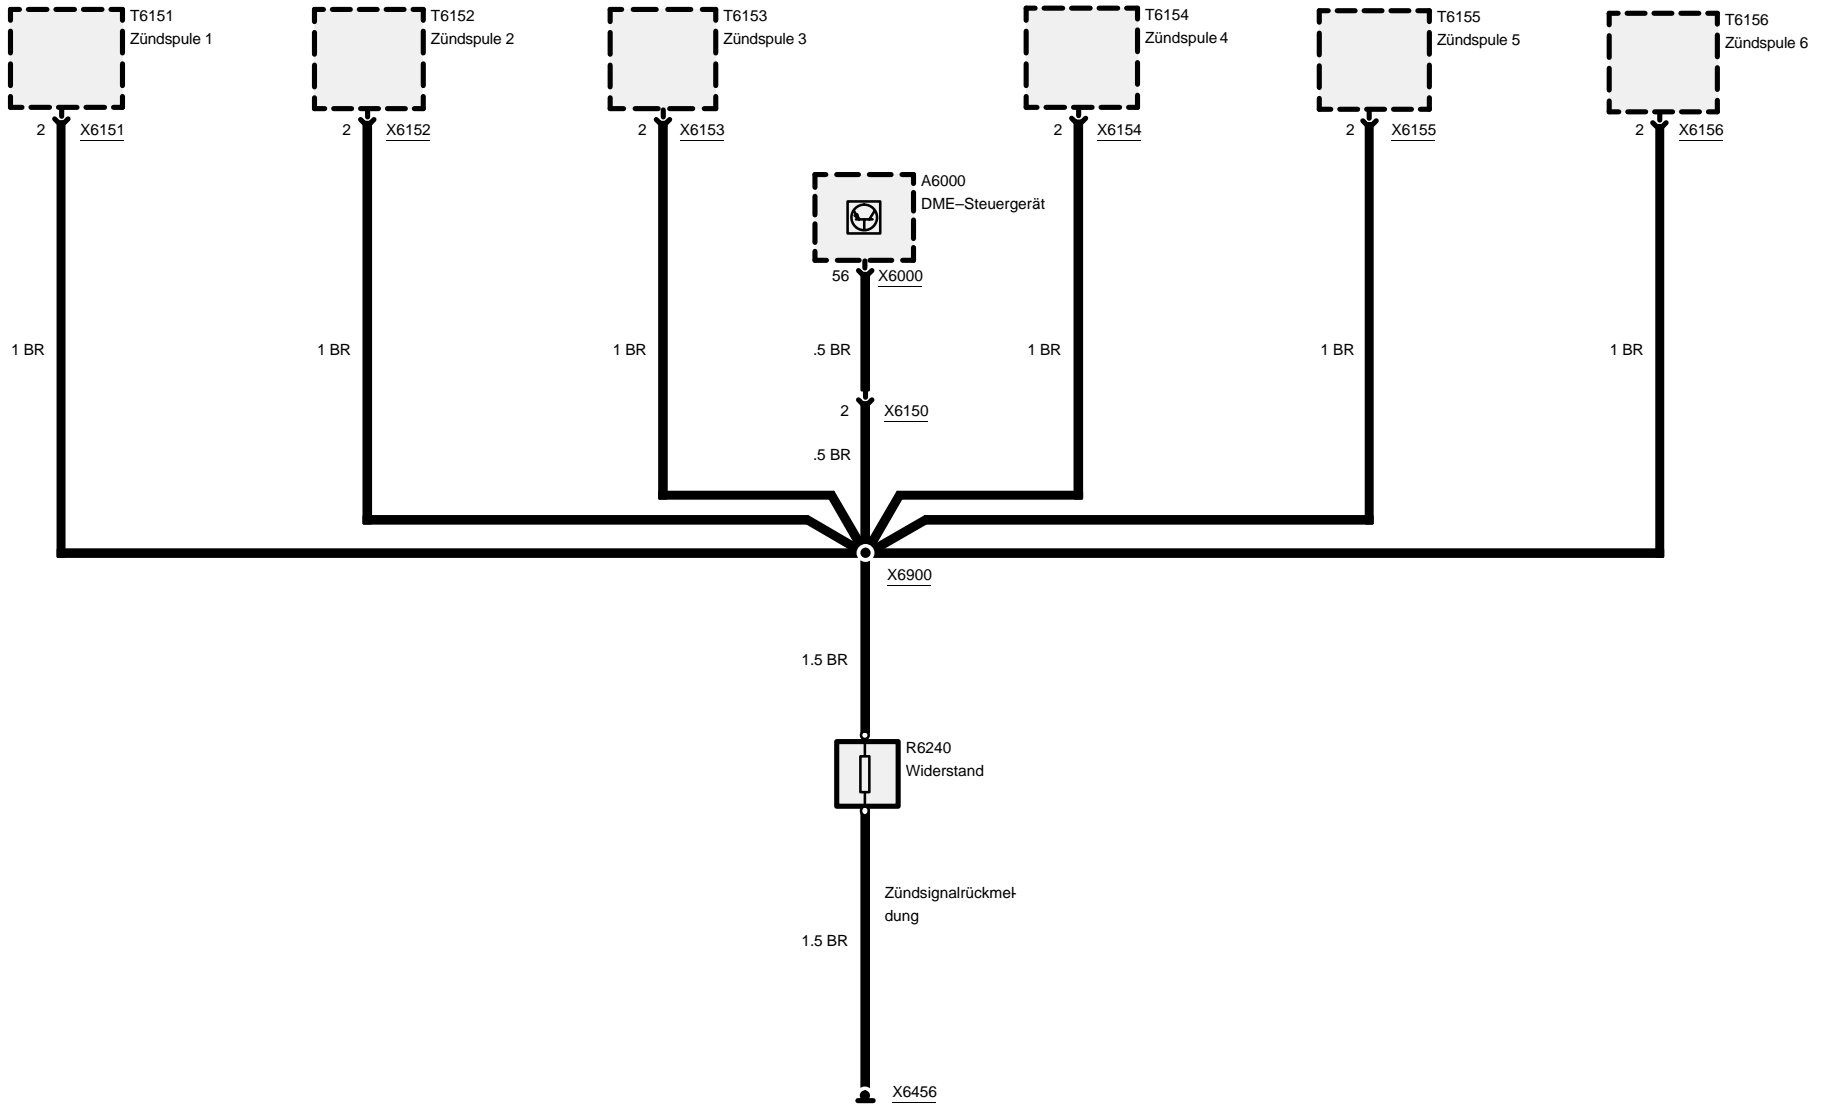 T6151
Zündspule 1
T6152
Zündspule 2
T6153
Zündspule 3
T6154
Zündspule 4
T6155
Zündspule 5
T6156
Zündspule 6
2 X6151
2 X6152
2 X6153
2 X6154
2 X6155
2 X6156
A6000
DME–Steuergerät
56 X6000
1 BR
1 BR
1 BR
.5 BR
1 BR
1 BR
1 BR
2 X6150
.5 BR
X6900
1.5 BR
R6240
Widerstand
Zündsignalrückmel-
dung
1.5 BR
X6456